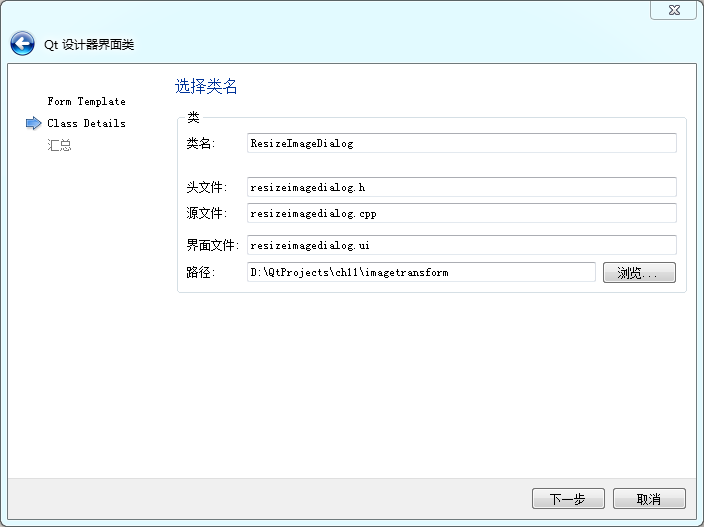 Qt 设计器界面类
Form Template
Class Details
汇总
选择类名
类
类名: ResizeImageDialog
头文件: resizeimagedialog.h
源文件: resizeimagedialog.cpp
界面文件: resizeimagedialog.ui
路径: D:\QtProjects\ch11\imagetransform 浏览...
下一步 取消